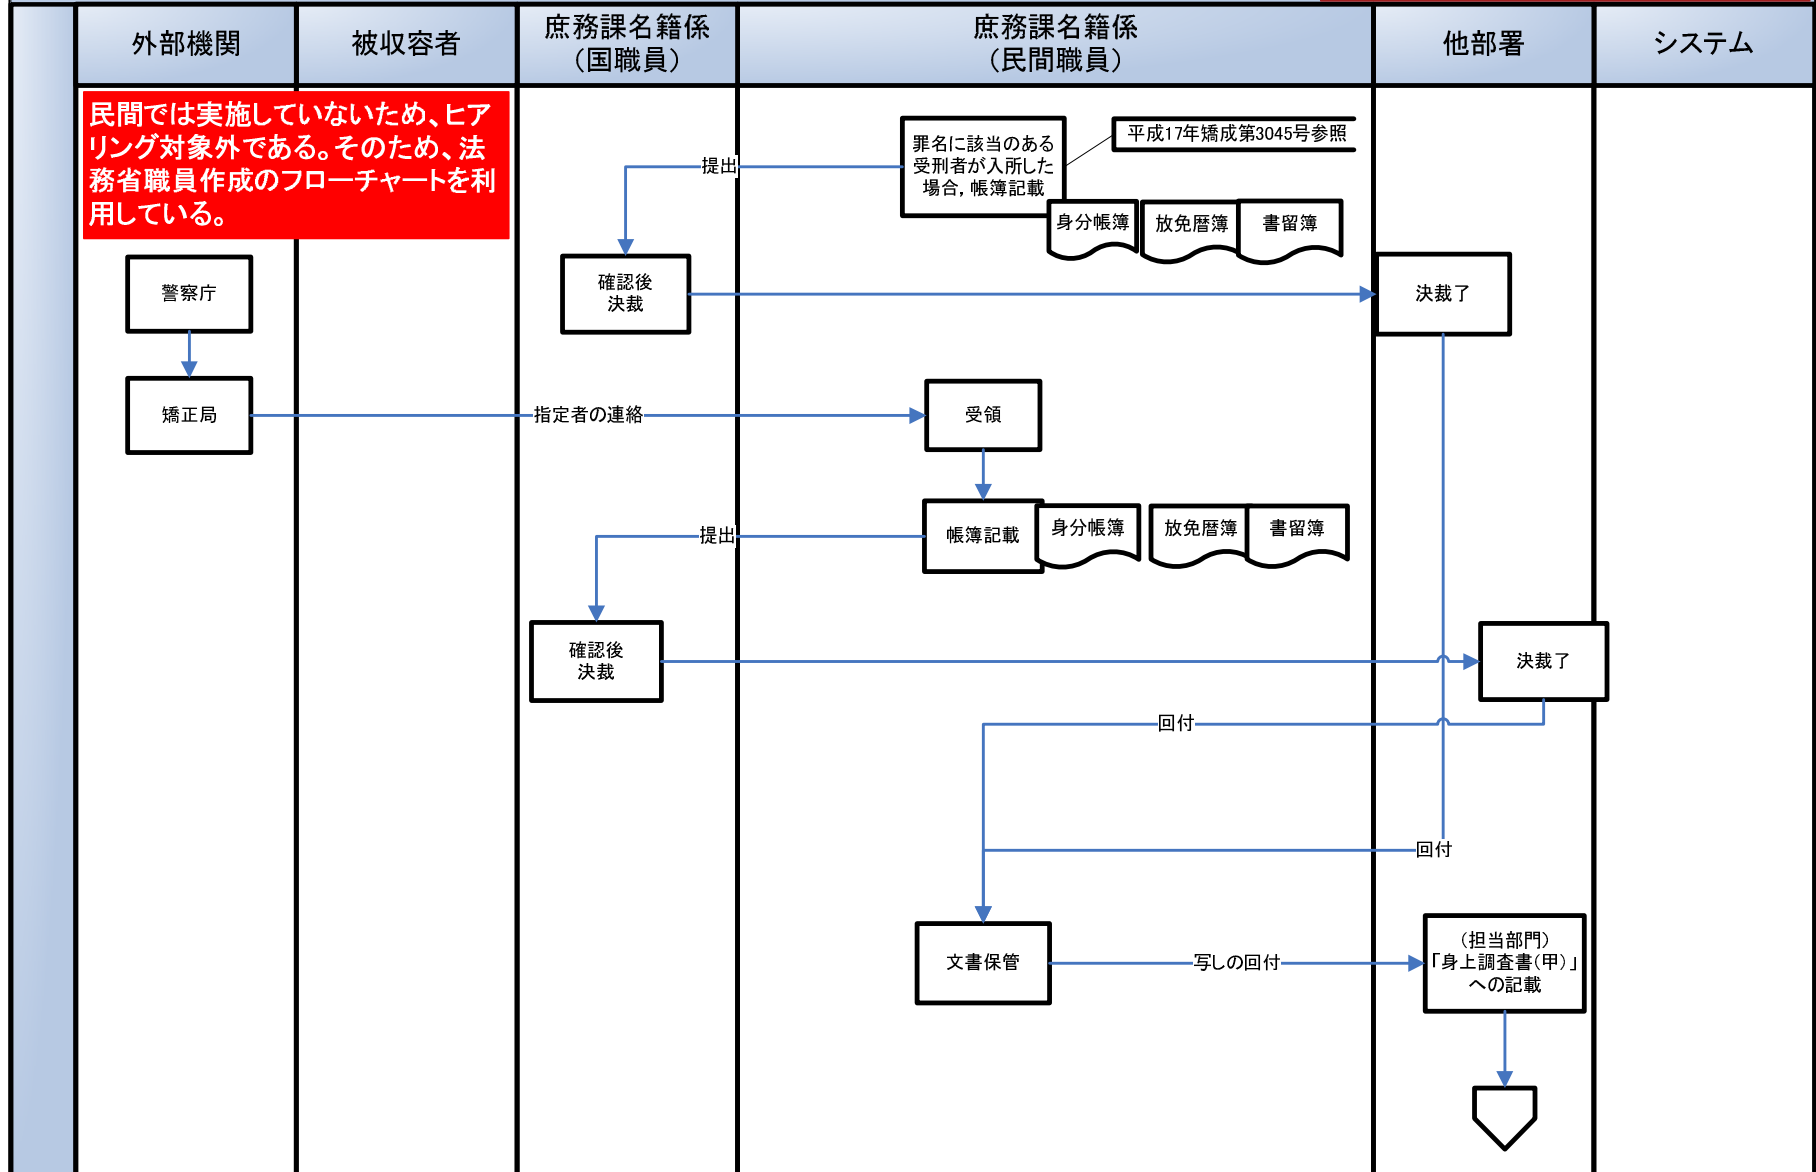 外部機関
被収容者
庶務課名籍係
（国職員）
庶務課名籍係
（民間職員）
他部署
システム
民間では実施していないため、ヒア
リング対象外である。そのため、法
務省職員作成のフローチャートを利
用している。
罪名に該当のある
受刑者が入所した
場合，帳簿記載
平成17年矯成第3045号参照
提出
身分帳簿
放免暦簿
書留簿
警察庁
確認後
決裁
決裁了
矯正局
指定者の連絡
受領
提出
帳簿記載
身分帳簿
放免暦簿
書留簿
確認後
決裁
決裁了
回付
回付
文書保管
写しの回付
（担当部門）
「身上調査書（甲）」
への記載